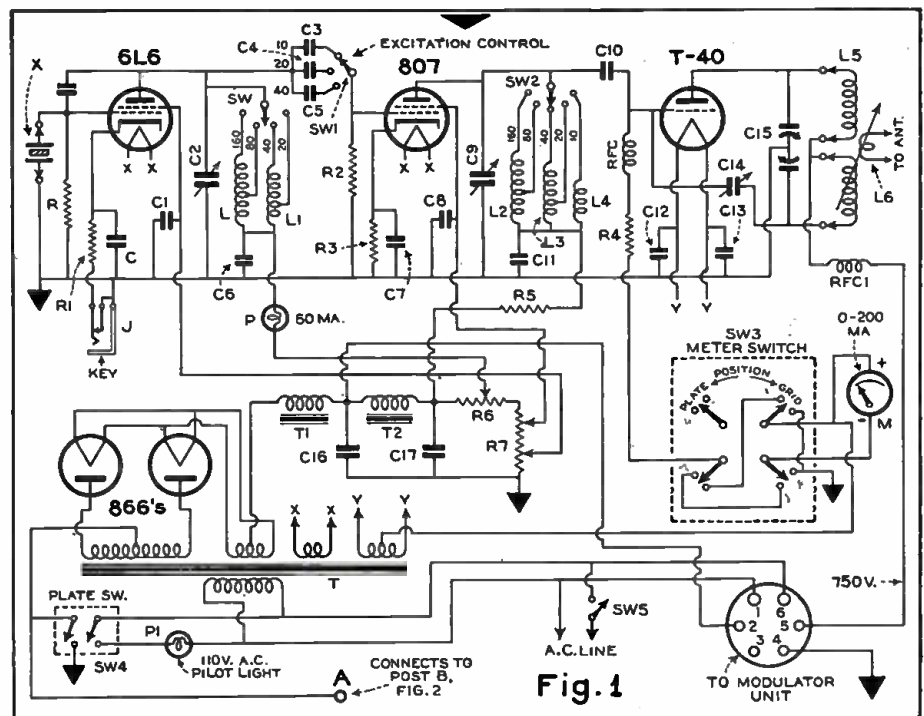 X
6L6
C3
10
C4
20
40
C5
EXCITATION CONTROL
SW1
807
C10
T-40
L5
SW
160
80
40
20
C2
L
L1
R
C1
R1
C
J
KEY
X X
C6
P
60 MA.
R2
R3
C7
C8
X X
C9
SW2
160
80
40
20
10
L2
L3
L4
C11
R5
RFC
R4
C12
C13
C14
C15
Y Y
TO ANT.
L6
RFC1
0-200
MA
+
-
M
SW3
METER SWITCH
PLATE POSITION GRID
T1
T2
R6
R7
C16
C17
866's
X X
Y Y
T
PLATE SW.
SW4
P1
110V. A.C.
PILOT LIGHT
A
CONNECTS TO
POST B,
FIG. 2
A.C. LINE
SW5
Fig. 1
750 V.
1
6
2
5
3
4
TO MODULATOR
UNIT